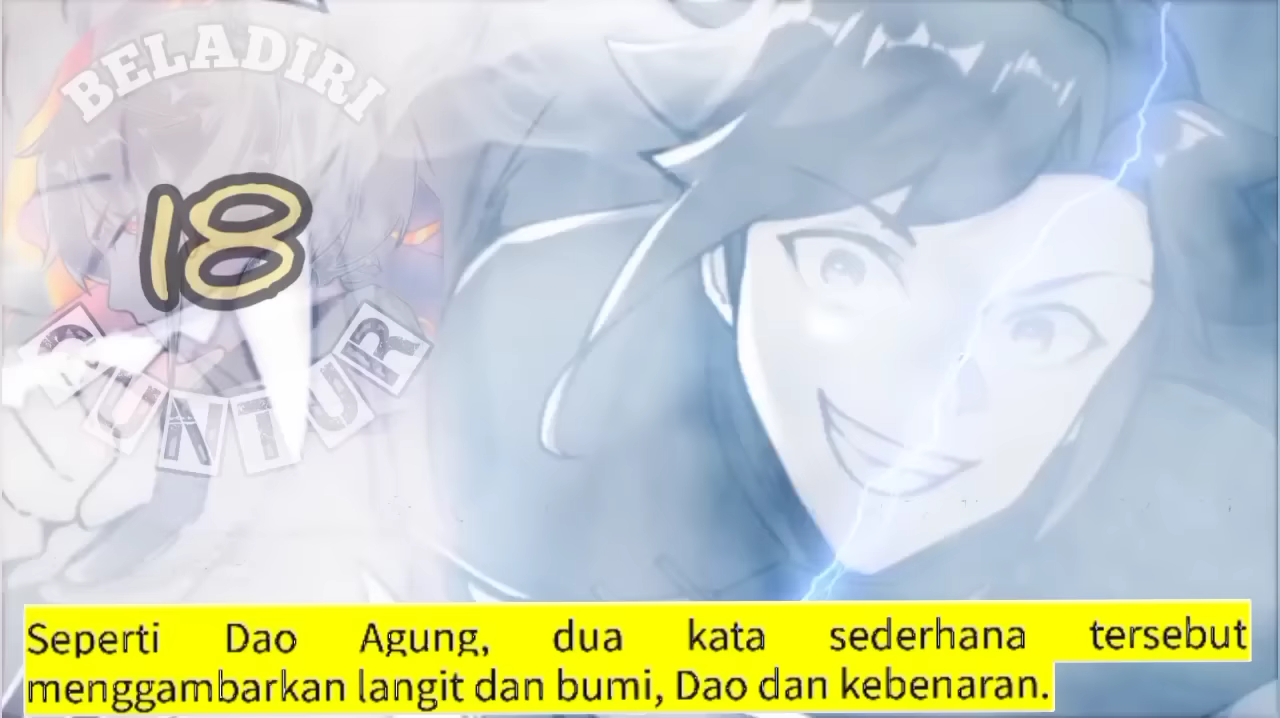 BELADIRI
18
GUNTUR
Seperti Dao Agung, dua kata sederhana tersebut
menggambarkan langit dan bumi, Dao dan kebenaran.